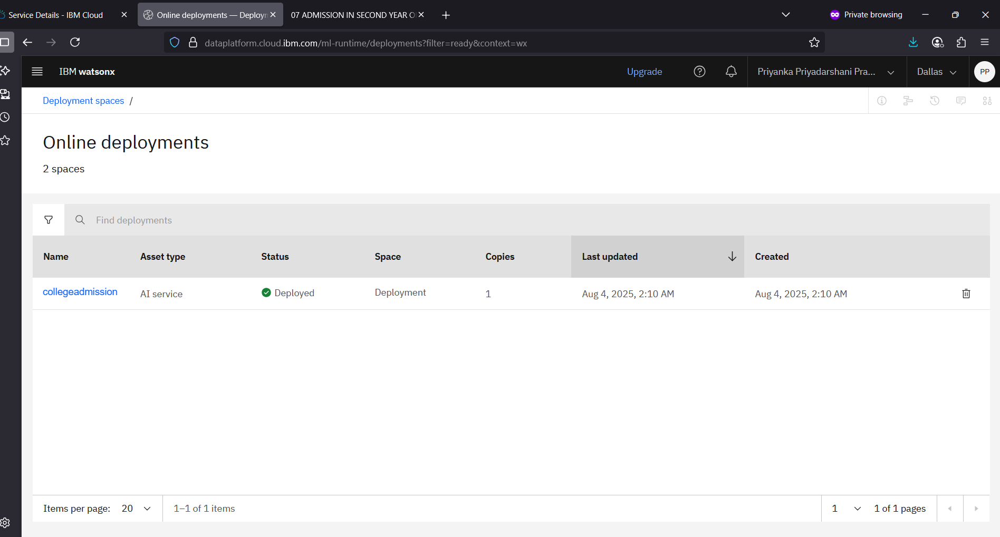 Service Details - IBM Cloud
Online deployments — Deploy
07 ADMISSION IN SECOND YEAR O
Private browsing
dataplatform.cloud.ibm.com/ml-runtime/deployments?filter=ready&context=wx
IBM watsonx
Upgrade
Priyanka Priyadarshani Pra...
Dallas
PP
Deployment spaces /
Online deployments
2 spaces
Find deployments
Name Asset type Status Space Copies Last updated Created
collegeadmission AI service Deployed Deployment 1 Aug 4, 2025, 2:10 AM Aug 4, 2025, 2:10 AM
Items per page: 20 1–1 of 1 items 1 1 of 1 pages